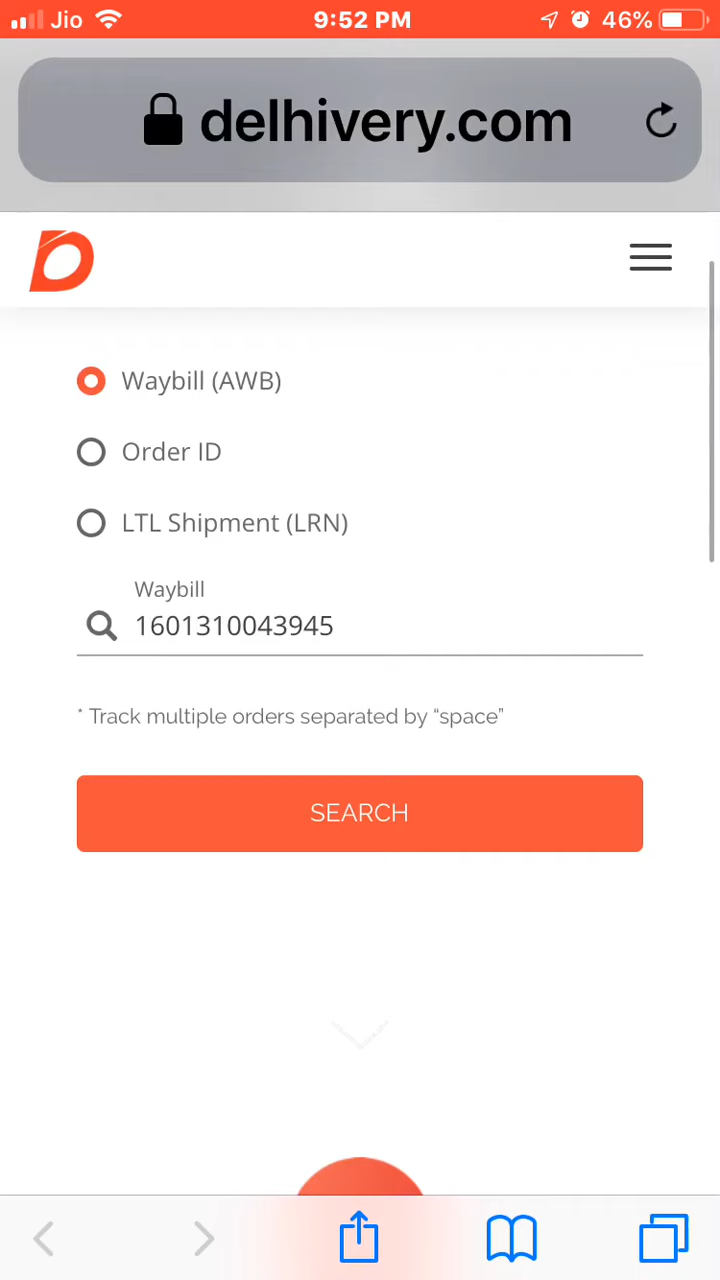 Jio 9:52 PM 46%
delhivery.com
D
Waybill (AWB)
Order ID
LTL Shipment (LRN)
Waybill
1601310043945
* Track multiple orders separated by “space”
SEARCH